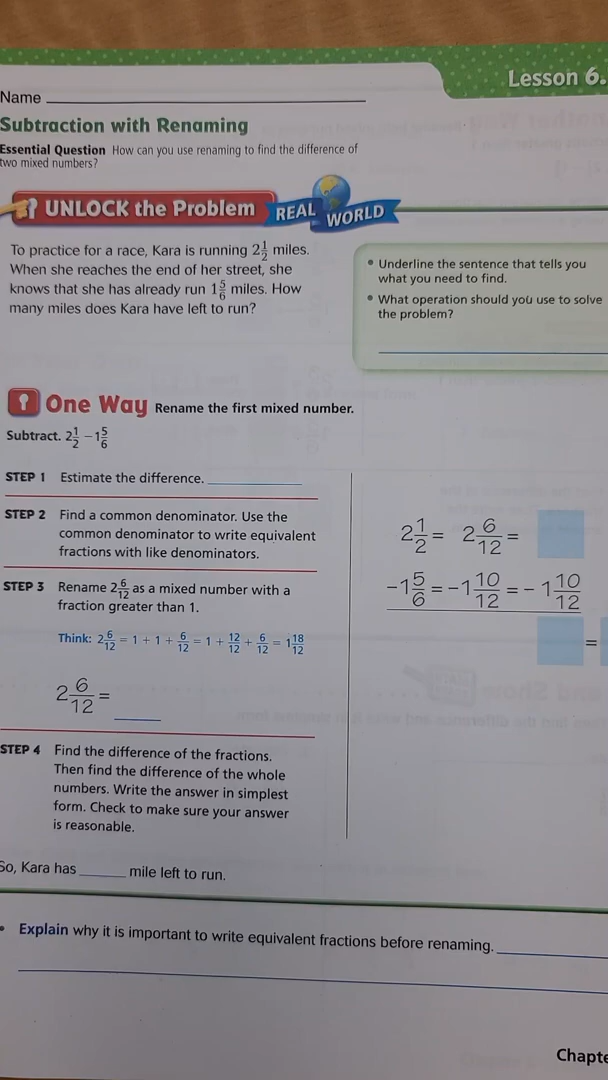 Lesson 6.
Name
Subtraction with Renaming
Essential Question How can you use renaming to find the difference of
two mixed numbers?
UNLOCK the Problem REAL WORLD
To practice for a race, Kara is running 2 1/2 miles.
When she reaches the end of her street, she
knows that she has already run 1 5/6 miles. How
many miles does Kara have left to run?
• Underline the sentence that tells you
what you need to find.
• What operation should you use to solve
the problem?
One Way Rename the first mixed number.
Subtract. 2 1/2 − 1 5/6
STEP 1 Estimate the difference.
STEP 2 Find a common denominator. Use the
common denominator to write equivalent
fractions with like denominators.
STEP 3 Rename 2 6/12 as a mixed number with a
fraction greater than 1.
Think: 2 6/12 = 1 + 1 + 6/12 = 1 + 12/12 + 6/12 = 1 18/12
2 6/12 =
STEP 4 Find the difference of the fractions.
Then find the difference of the whole
numbers. Write the answer in simplest
form. Check to make sure your answer
is reasonable.
2 1/2 = 2 6/12 =
−1 5/6 = −1 10/12 = − 1 10/12
=
So, Kara has ______ mile left to run.
• Explain why it is important to write equivalent fractions before renaming.
Chapte